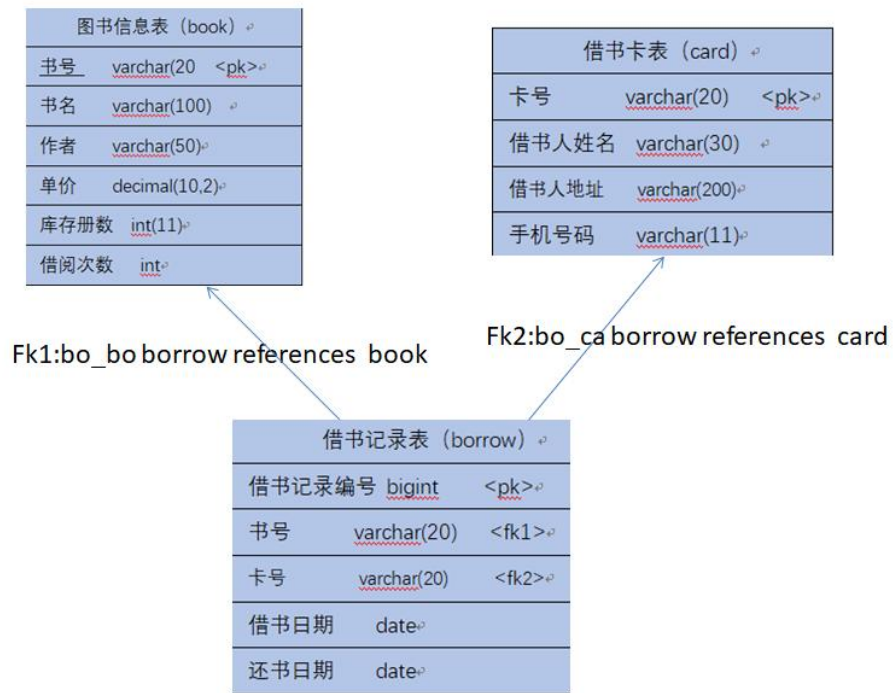 图书信息表（book）
书号 varchar(20 <pk>
书名 varchar(100)
作者 varchar(50)
单价 decimal(10,2)
库存册数 int(11)
借阅次数 int
借书卡表（card）
卡号 varchar(20) <pk>
借书人姓名 varchar(30)
借书人地址 varchar(200)
手机号码 varchar(11)
Fk1:bo_bo borrow references book
Fk2:bo_ca borrow references card
借书记录表（borrow）
借书记录编号 bigint <pk>
书号 varchar(20) <fk1>
卡号 varchar(20) <fk2>
借书日期 date
还书日期 date